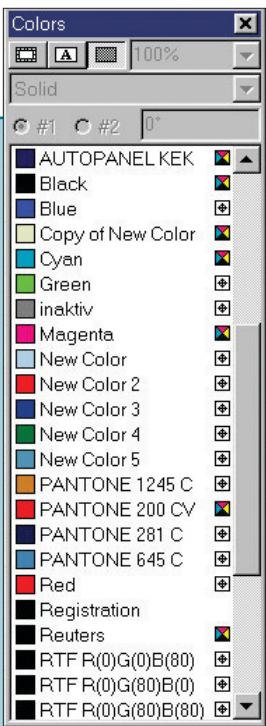 Colors
A 100%
Solid
#1 #2 0°
AUTOPANEL KEK
Black
Blue
Copy of New Color
Cyan
Green
inaktiv
Magenta
New Color
New Color 2
New Color 3
New Color 4
New Color 5
PANTONE 1245 C
PANTONE 200 CV
PANTONE 281 C
PANTONE 645 C
Red
Registration
Reuters
RTF R(0)G(0)B(80)
RTF R(0)G(80)B(0)
RTF R(0)G(80)B(80)